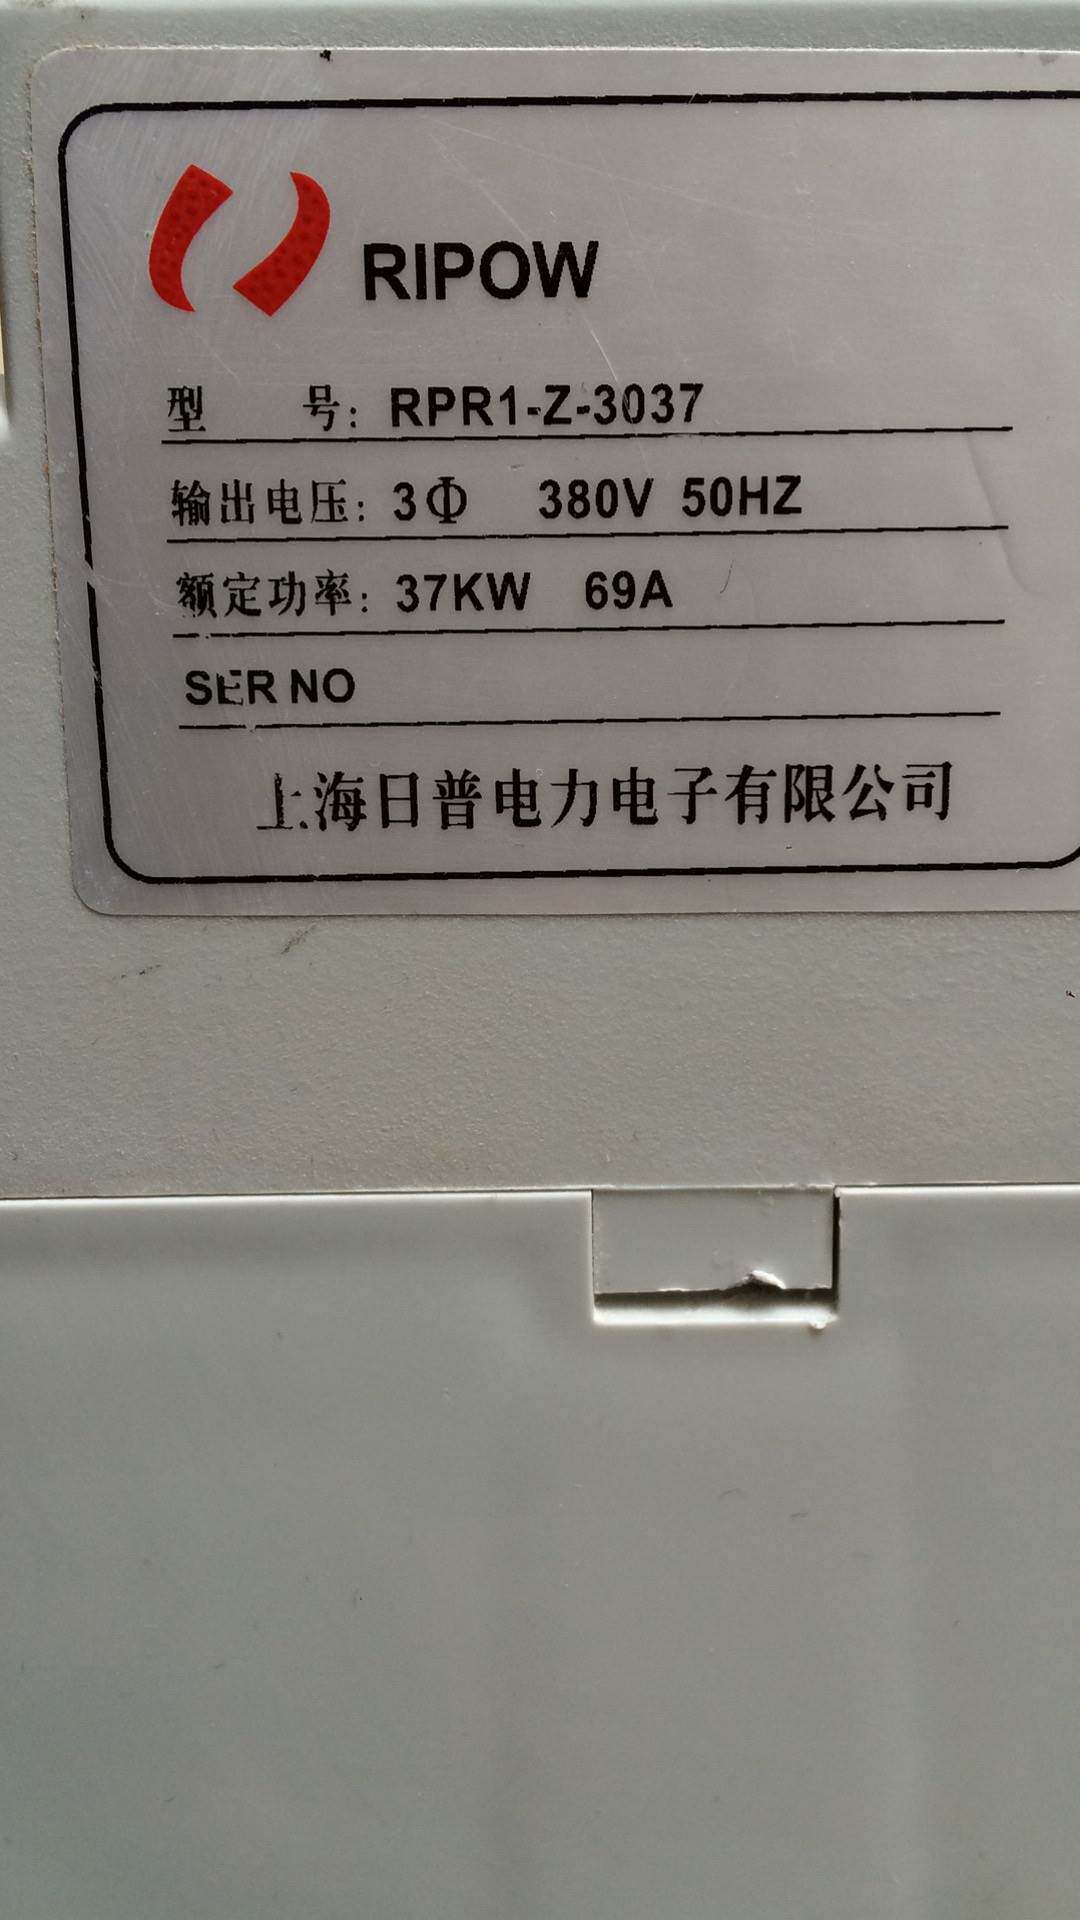 RIPOW
型 号: RPR1-Z-3037
输出电压: 3Φ 380V 50HZ
额定功率: 37KW 69A
SER NO
上海日普电力电子有限公司